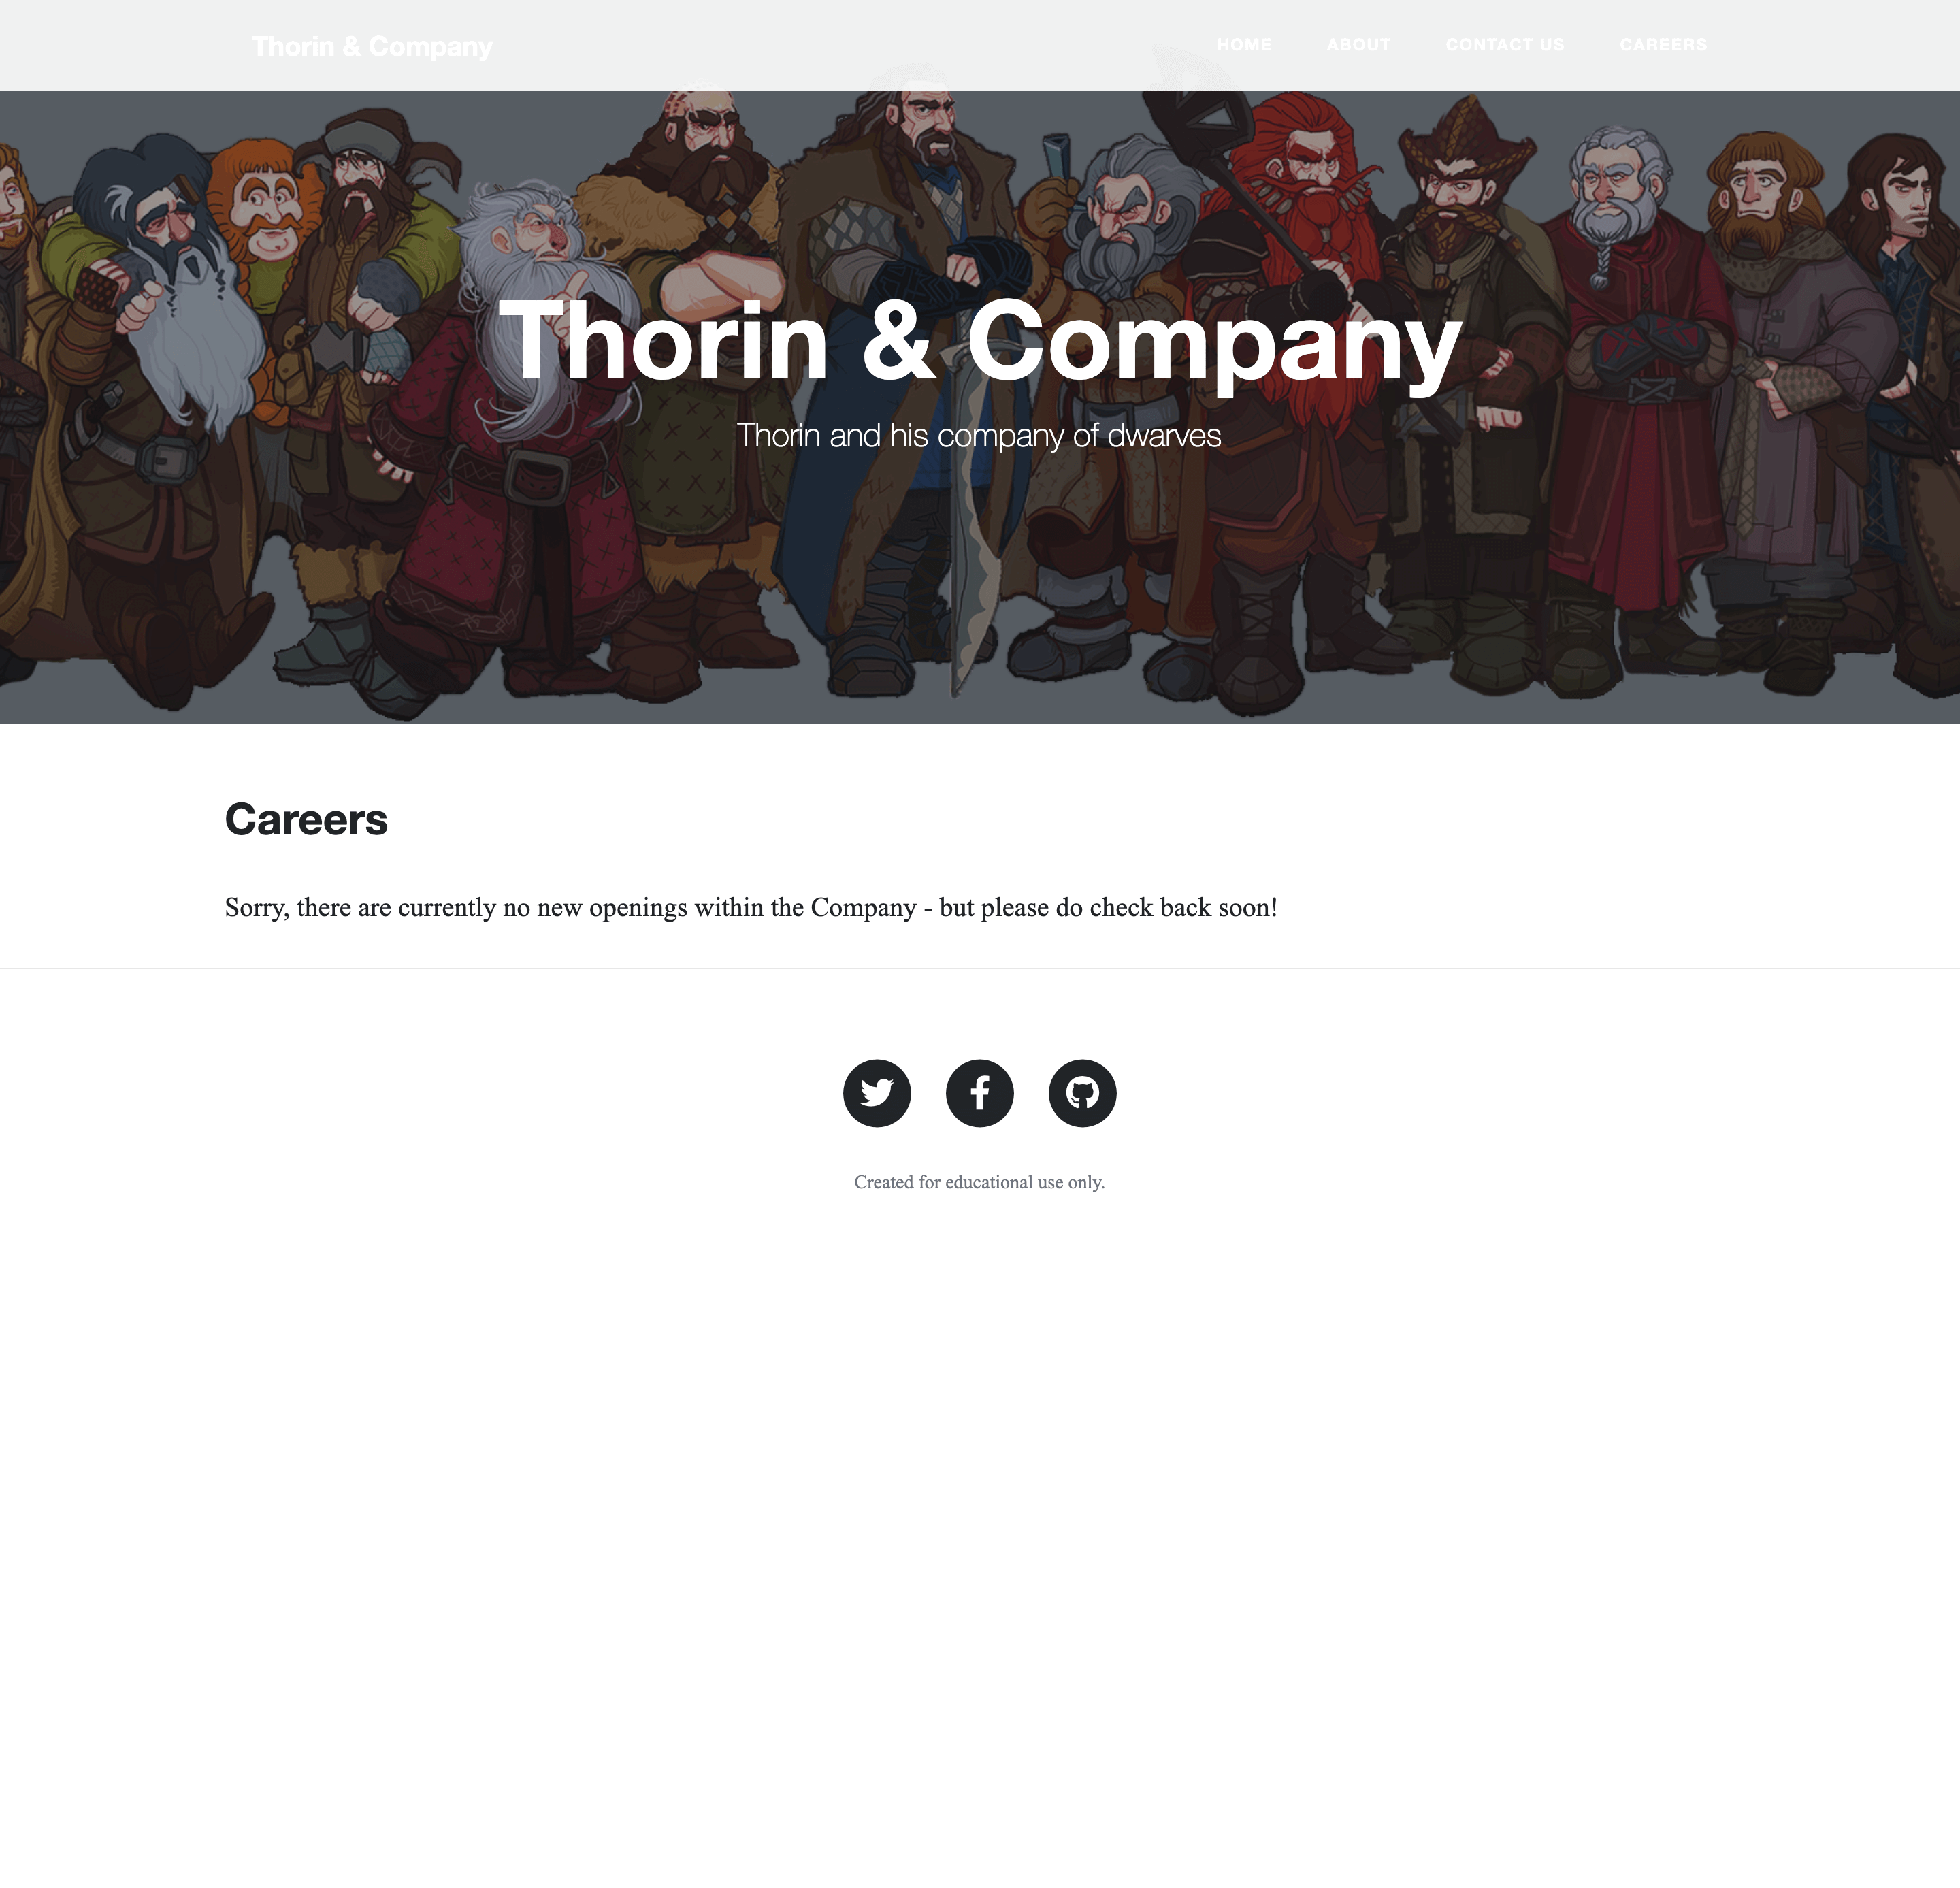 Thorin & Company
HOME ABOUT CONTACT US CAREERS
Thorin & Company
Thorin and his company of dwarves
Careers
Sorry, there are currently no new openings within the Company - but please do check back soon!
Created for educational use only.